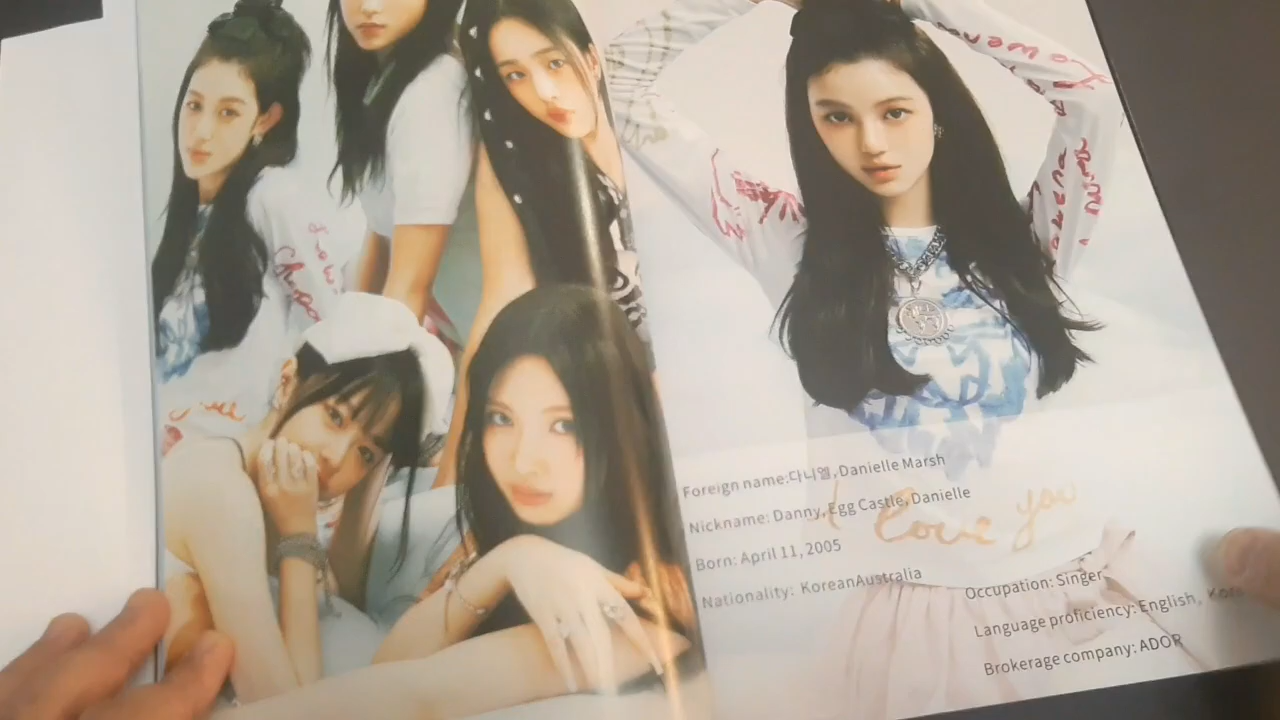 Foreign name:다니엘,Danielle Marsh
Nickname: Danny,Egg Castle,Danielle
Born: April 11, 2005
Nationality: KoreanAustralia
I love you
Occupation: Singer
Language proficiency: English,
Brokerage company: ADOR